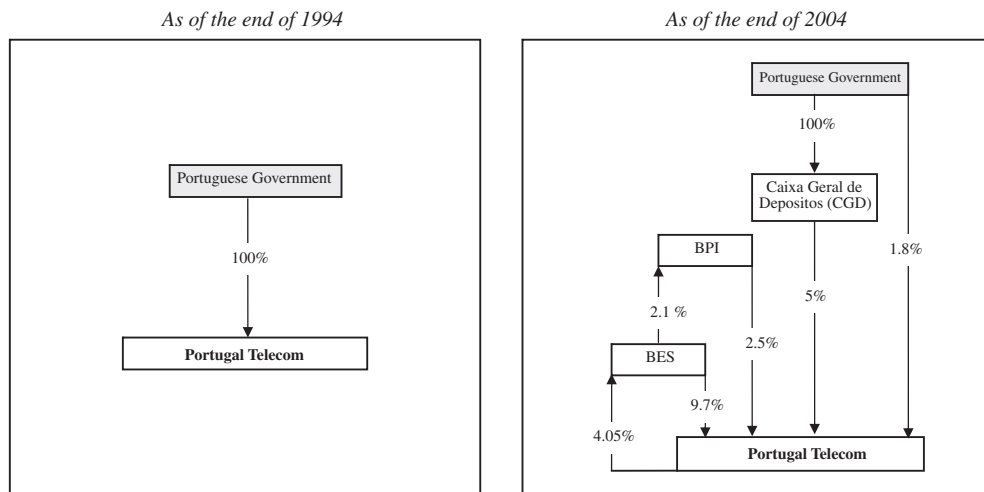 As of the end of 1994
Portuguese Government
100%
Portugal Telecom
As of the end of 2004
Portuguese Government
100%
Caixa Geral de
Depositos (CGD)
BPI
1.8%
5%
2.1 %
2.5%
BES
9.7%
4.05%
Portugal Telecom